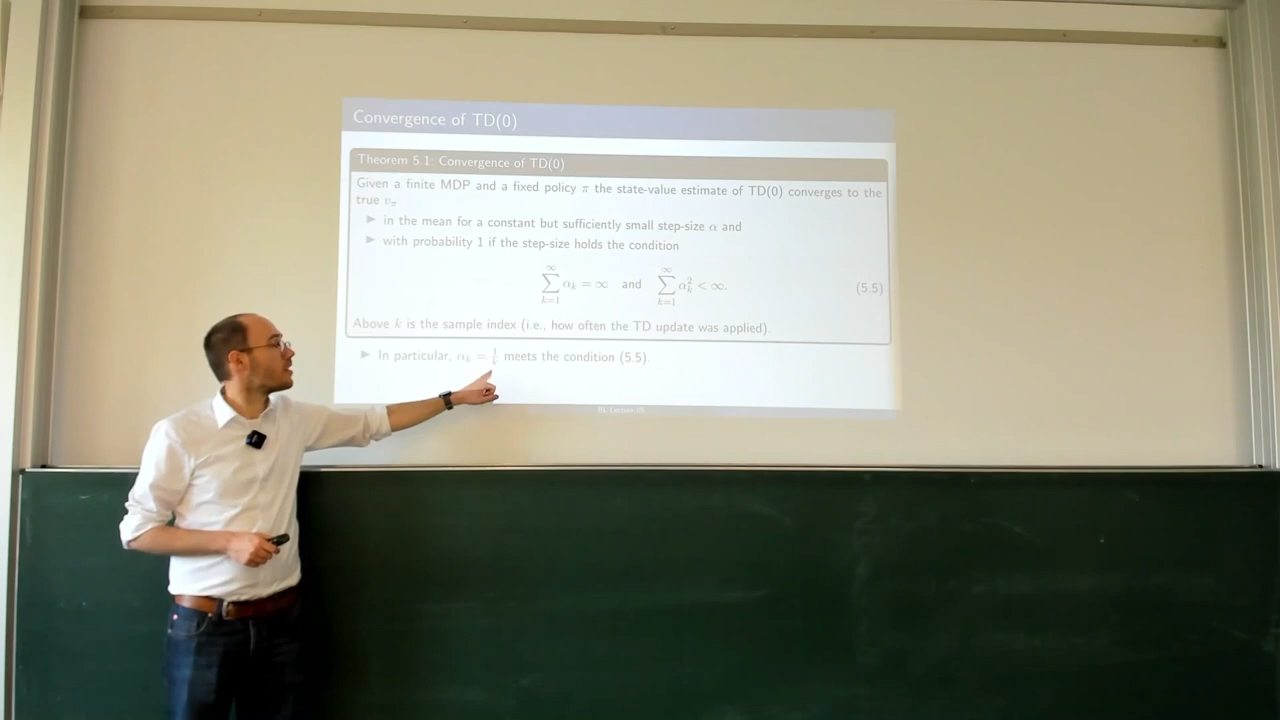 Convergence of TD(0)
Theorem 5.1: Convergence of TD(0)
Given a finite MDP and a fixed policy π the state-value estimate of TD(0) converges to the
true vπ
▶ in the mean for a constant but sufficiently small step-size α and
▶ with probability 1 if the step-size holds the condition
∑_{k=1}^{∞} α_k = ∞ and ∑_{k=1}^{∞} α_k^2 < ∞. (5.5)
Above k is the sample index (i.e., how often the TD update was applied).
▶ In particular, α_k = 1/k meets the condition (5.5).
RL Lecture 05